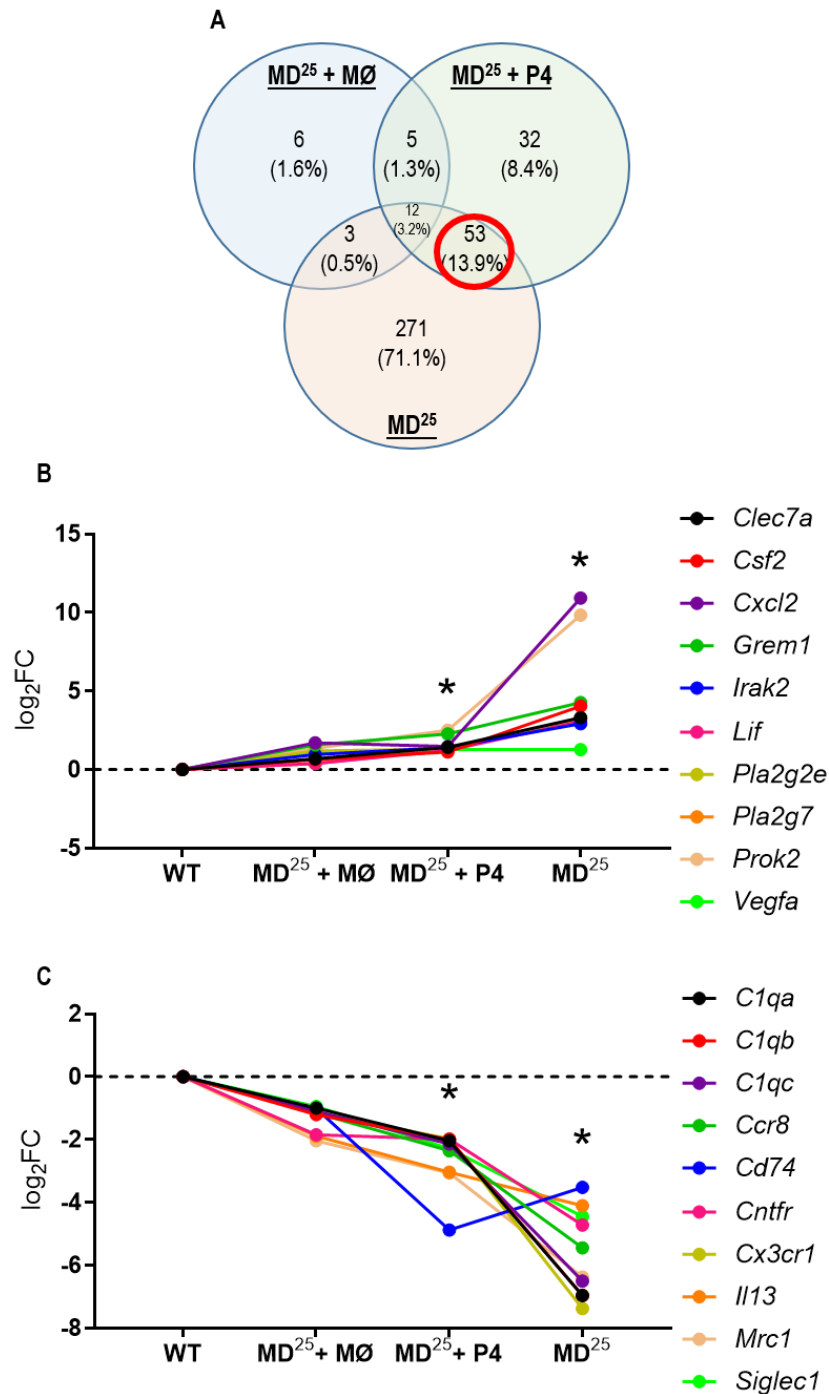 A
MD²⁵ + MØ
MD²⁵ + P4
6
(1.6%)
5
(1.3%)
32
(8.4%)
12
(3.2%)
3
(0.5%)
53
(13.9%)
271
(71.1%)
MD²⁵
B
15
10
5
0
-5
log₂FC
*
*
WT
MD²⁵ + MØ
MD²⁵ + P4
MD²⁵
Clec7a
Csf2
Cxcl2
Grem1
Irak2
Lif
Pla2g2e
Pla2g7
Prok2
Vegfa
C
2
0
-2
-4
-6
-8
log₂FC
*
*
WT
MD²⁵+ MØ
MD²⁵ + P4
MD²⁵
C1qa
C1qb
C1qc
Ccr8
Cd74
Cntfr
Cx3cr1
Il13
Mrc1
Siglec1